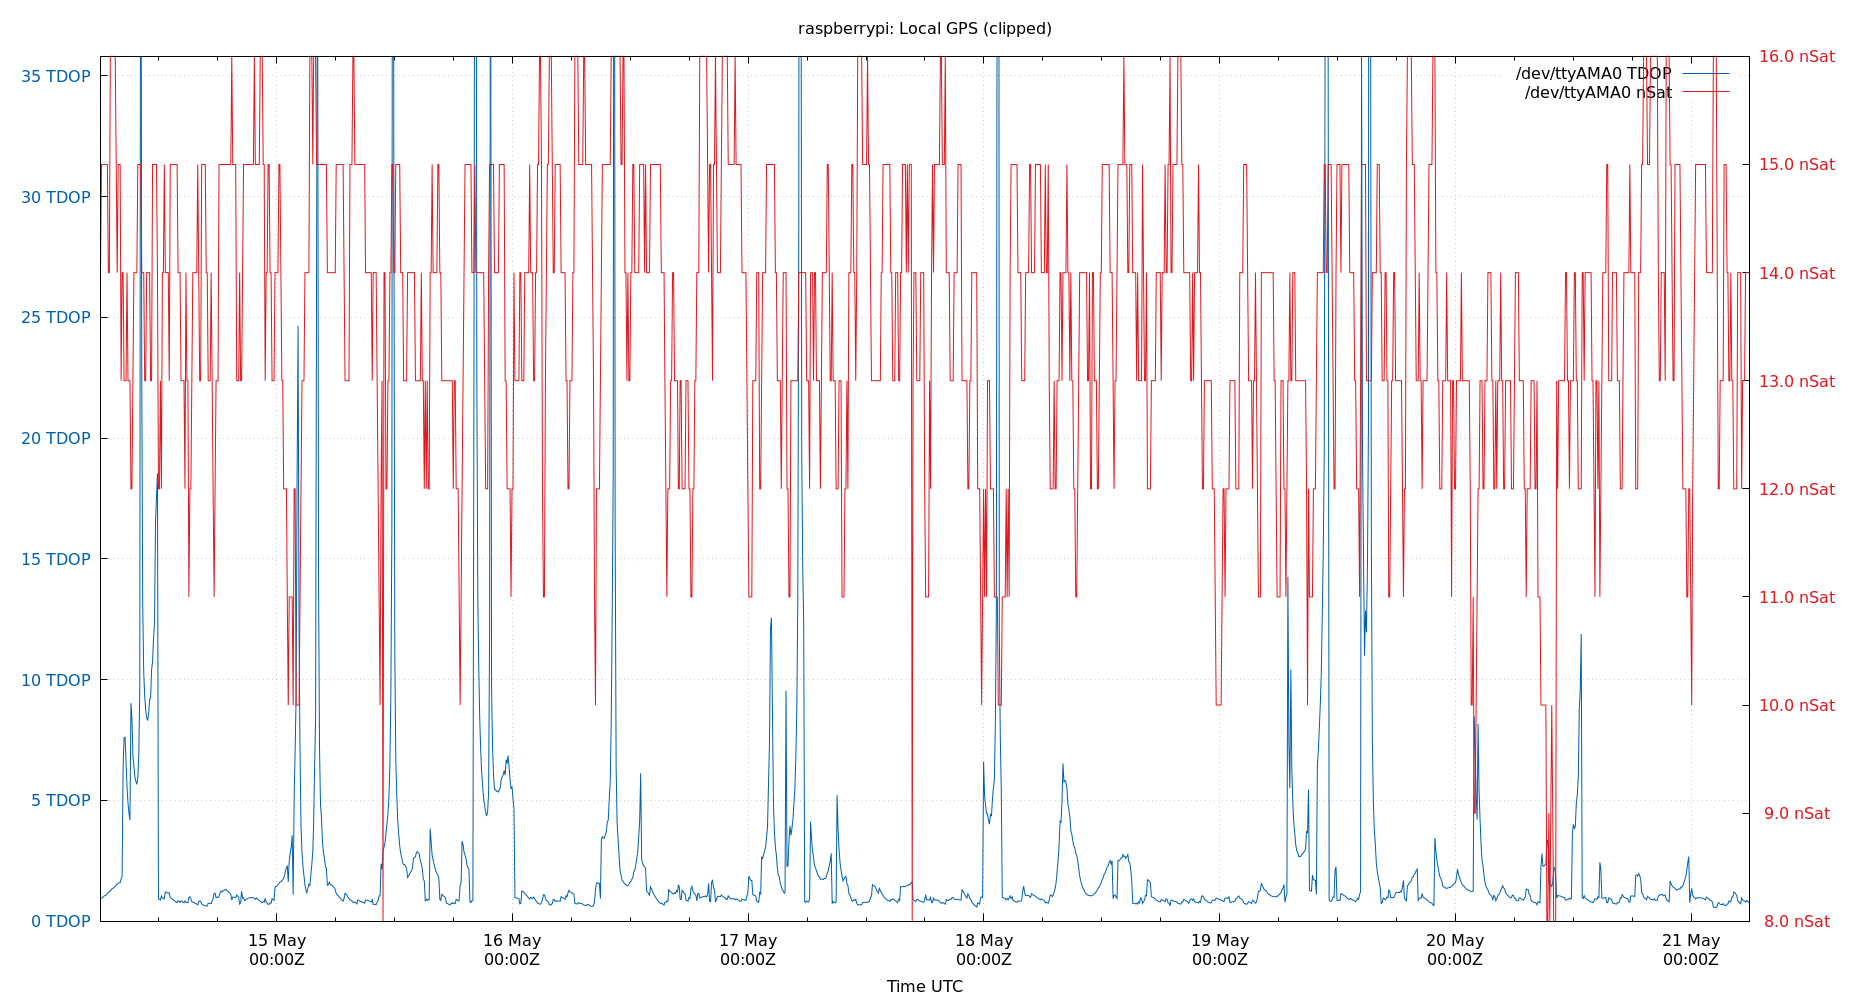 raspberrypi: Local GPS (clipped)
35 TDOP
30 TDOP
25 TDOP
20 TDOP
15 TDOP
10 TDOP
5 TDOP
0 TDOP
/dev/ttyAMA0 TDOP
/dev/ttyAMA0 nSat
16.0 nSat
15.0 nSat
14.0 nSat
13.0 nSat
12.0 nSat
11.0 nSat
10.0 nSat
9.0 nSat
8.0 nSat
15 May
00:00Z
16 May
00:00Z
17 May
00:00Z
18 May
00:00Z
19 May
00:00Z
20 May
00:00Z
21 May
00:00Z
Time UTC